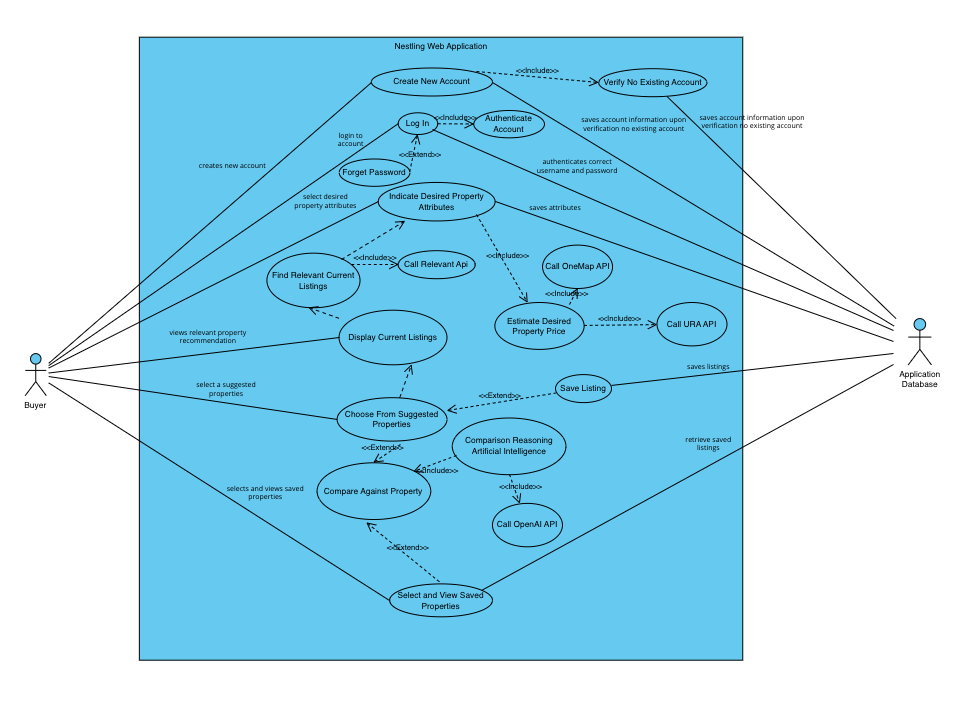 Nestling Web Application
Create New Account
<<Include>>
Verify No Existing Account
Log In
<<Include>>
Authenticate
Account
saves account information upon
verification no existing account
saves account information upon
verification no existing account
login to
account
<<Extend>>
creates new account
Forget Password
authenticates correct
username and password
select desired
property attributes
Indicate Desired Property
Attributes
saves attributes
<<Include>>
<<Include>>
Call Relevant Api
Call OneMap API
Find Relevant Current
Listings
<<Include>>
Estimate Desired
Property Price
<<Include>>
Call URA API
views relevant property
recommendation
Display Current Listings
Buyer
Application
Database
saves listings
select a suggested
properties
Save Listing
<<Extend>>
Choose From Suggested
Properties
<<Extend>>
Comparison Reasoning
Artificial Intelligence
retrieve saved
listings
<<Include>>
selects and views saved
properties
Compare Against Property
<<Include>>
Call OpenAI API
<<Extend>>
Select and View Saved
Properties